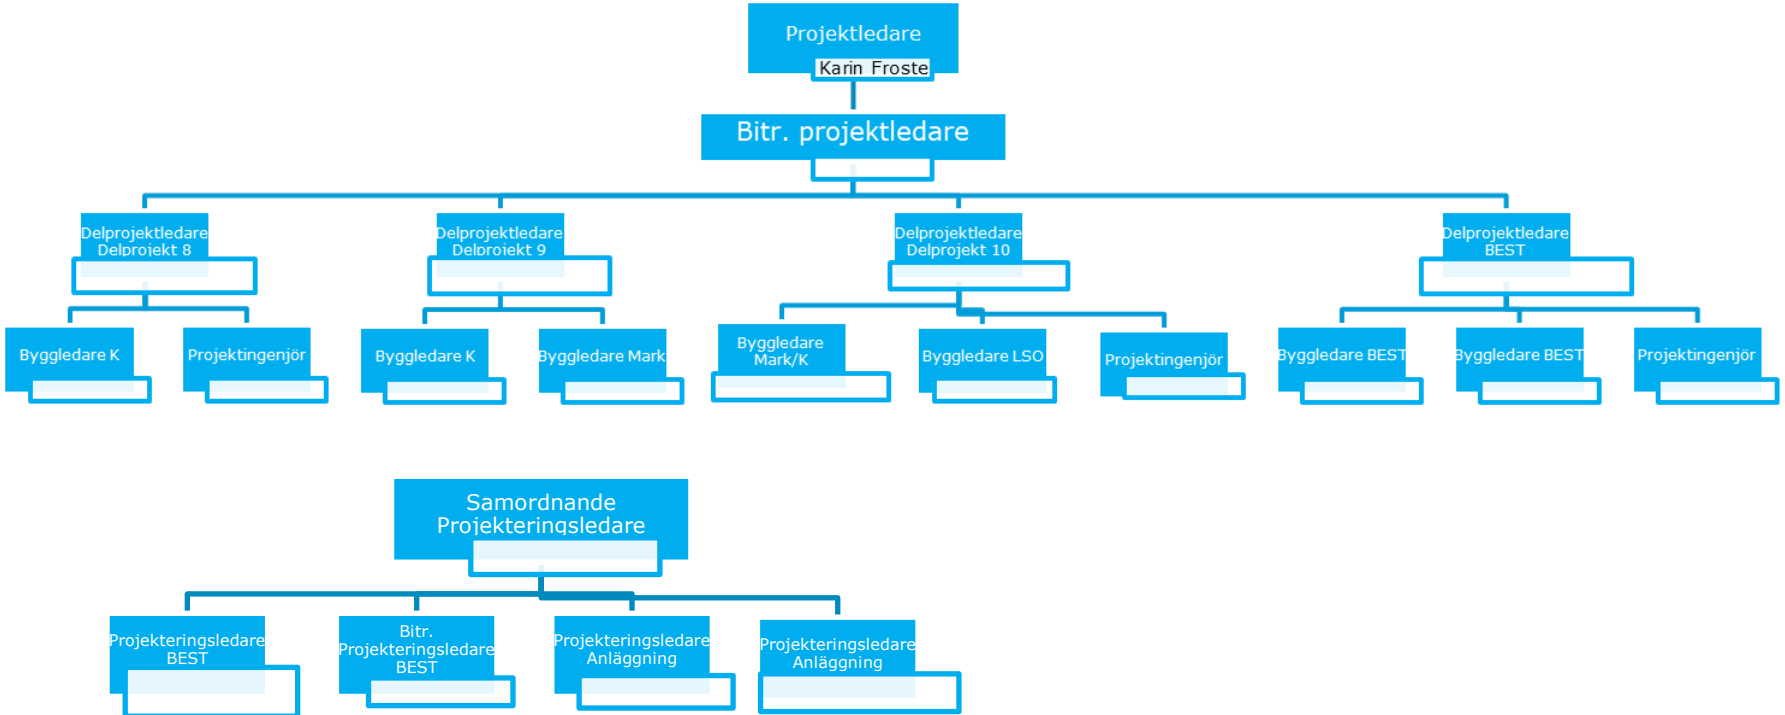 Projektledare
Karin Froste
Bitr. projektledare
Delprojektledare
Delprojekt 8
Delprojektledare
Delprojekt 9
Delprojektledare
Delprojekt 10
Delprojektledare
BEST
Byggledare K
Projektingenjör
Byggledare K
Byggledare Mark
Byggledare
Mark/K
Byggledare LSO
Projektingenjör
Byggledare BEST
Byggledare BEST
Projektingenjör
Samordnande
Projekteringsledare
Projekteringsledare
BEST
Bitr.
Projekteringsledare
BEST
Projekteringsledare
Anläggning
Projekteringsledare
Anläggning